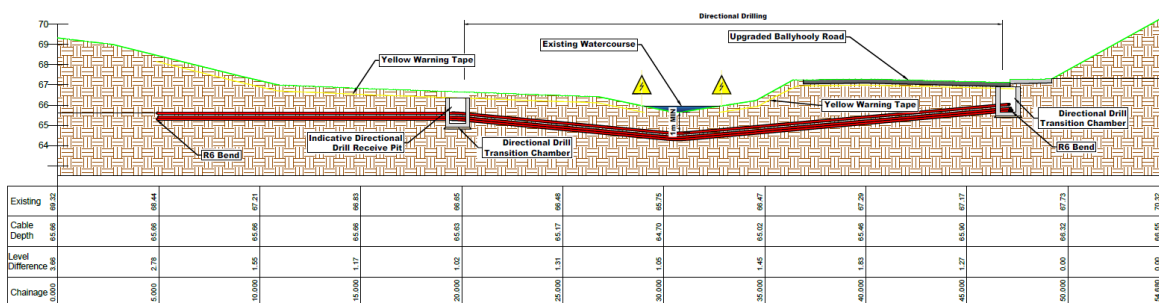 Directional Drilling
70
69
68
67
66
65
64
Yellow Warning Tape
Existing Watercourse
Upgraded Ballyhooly Road
1m MIN
Yellow Warning Tape
R6 Bend
Indicative Directional
Drill Receive Pit
Directional Drill
Transition Chamber
Directional Drill
Transition Chamber
R6 Bend
Existing 69.32 68.44 67.21 66.83 66.65 66.48 65.75 66.47 67.29 67.17 67.73 70.32
Cable
Depth 65.66 65.66 65.66 65.66 65.63 65.17 64.70 65.02 65.46 65.90 66.32 66.55
Level
Difference 3.66 2.78 1.55 1.17 1.02 1.31 1.05 1.45 1.83 1.27 0.00 0.00
Chainage 0.000 5.000 10.000 15.000 20.000 25.000 30.000 35.000 40.000 45.000 50.000 54.680